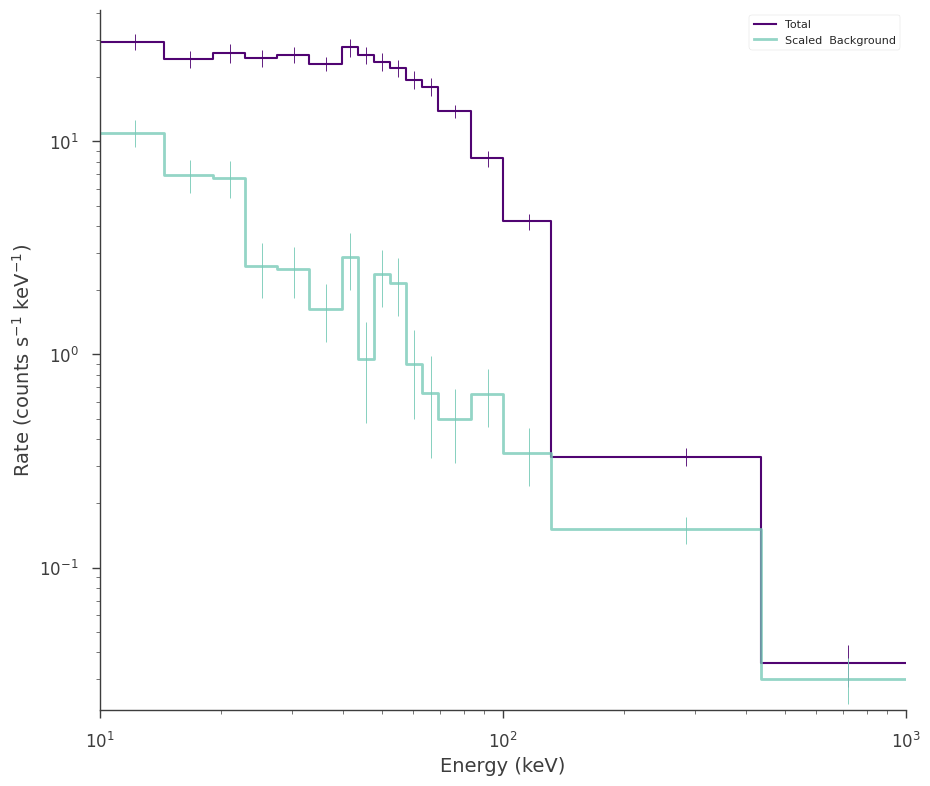 Total
Scaled  Background
10¹
10⁰
10⁻¹
Rate (counts s⁻¹ keV⁻¹)
10¹
10²
10³
Energy (keV)